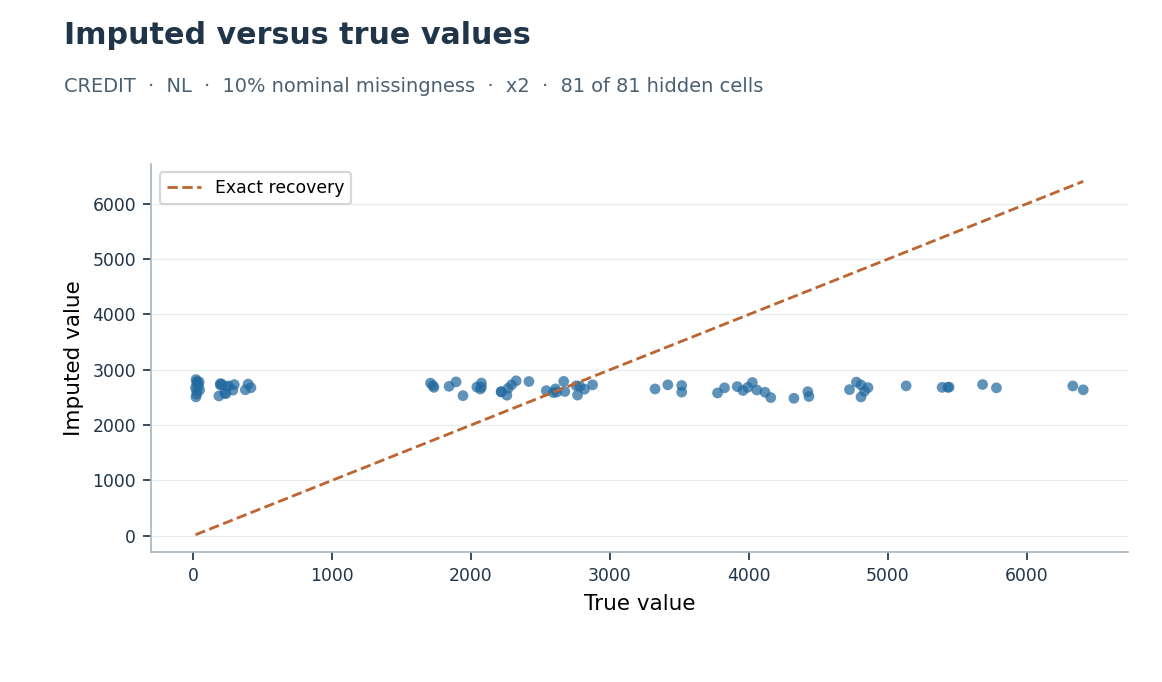 Imputed versus true values
CREDIT · NL · 10% nominal missingness · x2 · 81 of 81 hidden cells
Exact recovery
Imputed value
6000
5000
4000
3000
2000
1000
0
0 1000 2000 3000 4000 5000 6000
True value